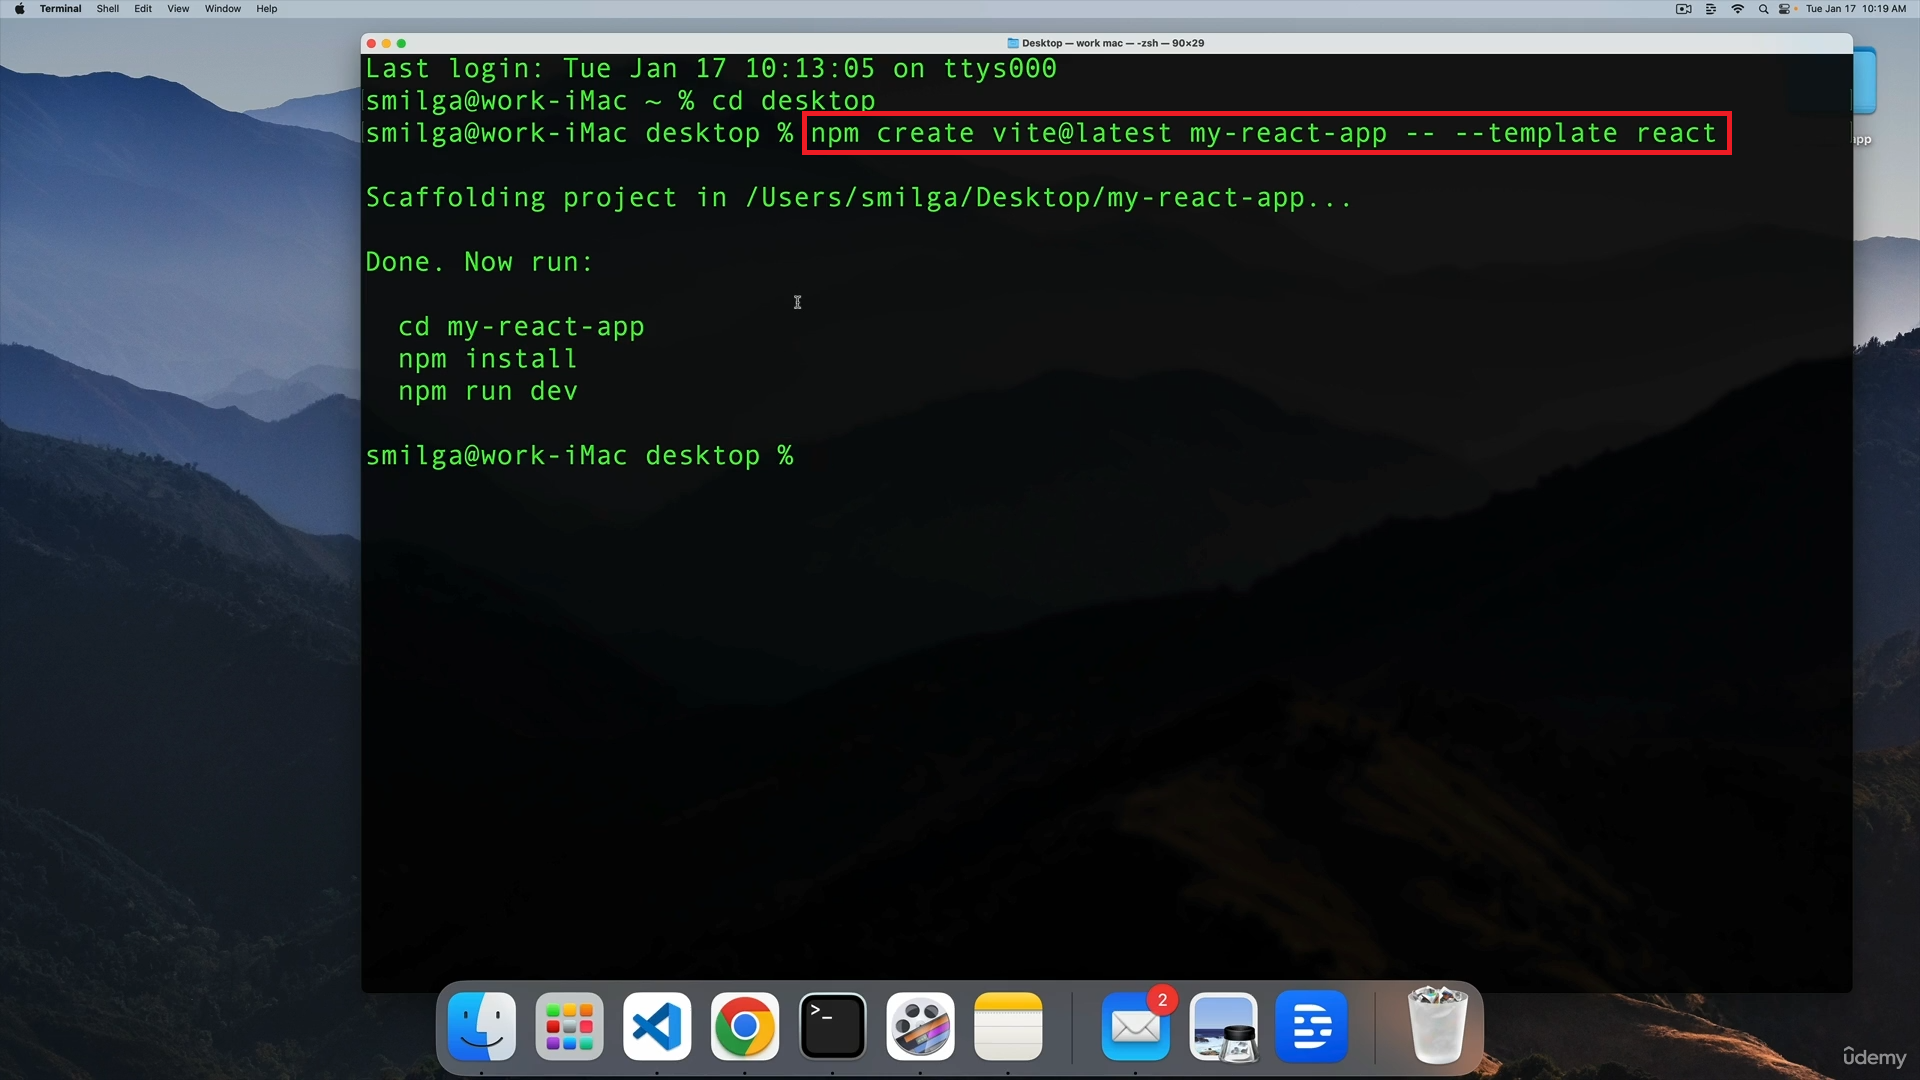 Terminal Shell Edit View Window Help Tue Jan 17 10:19 AM
Desktop — work mac — -zsh — 90×29
Last login: Tue Jan 17 10:13:05 on ttys000
smilga@work-iMac ~ % cd desktop
smilga@work-iMac desktop % npm create vite@latest my-react-app -- --template react
Scaffolding project in /Users/smilga/Desktop/my-react-app...
Done. Now run:
cd my-react-app
npm install
npm run dev
smilga@work-iMac desktop %
>_
2
ûdemy